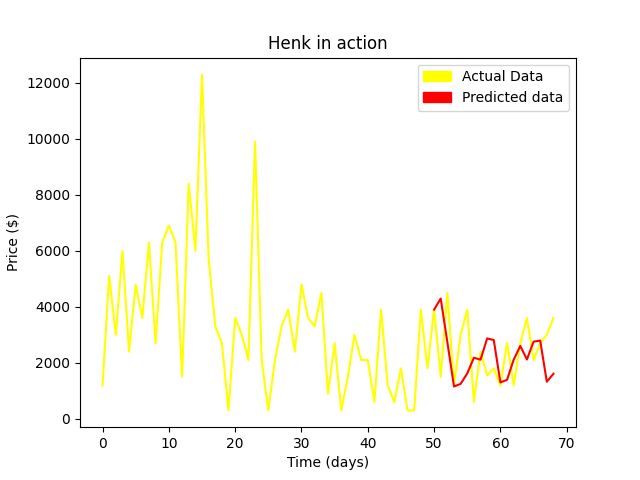 Henk in action
Actual Data
Predicted data
12000
10000
8000
6000
4000
2000
0
Price ($)
0 10 20 30 40 50 60 70
Time (days)